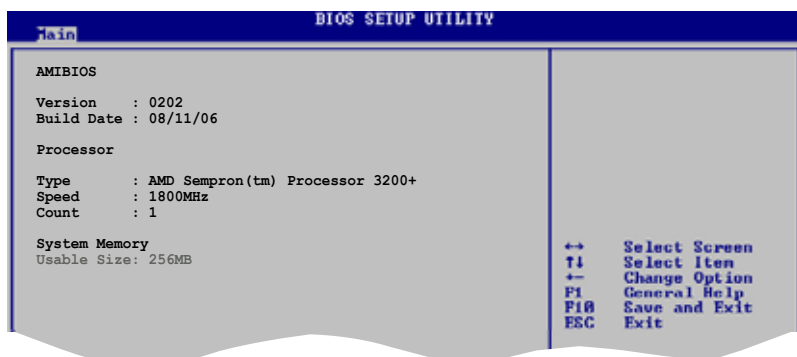 BIOS SETUP UTILITY
Main
AMIBIOS
Version : 0202
Build Date : 08/11/06
Processor
Type : AMD Sempron(tm) Processor 3200+
Speed : 1800MHz
Count : 1
System Memory
Usable Size: 256MB
↔ Select Screen
↑↓ Select Item
+- Change Option
F1 General Help
F10 Save and Exit
ESC Exit